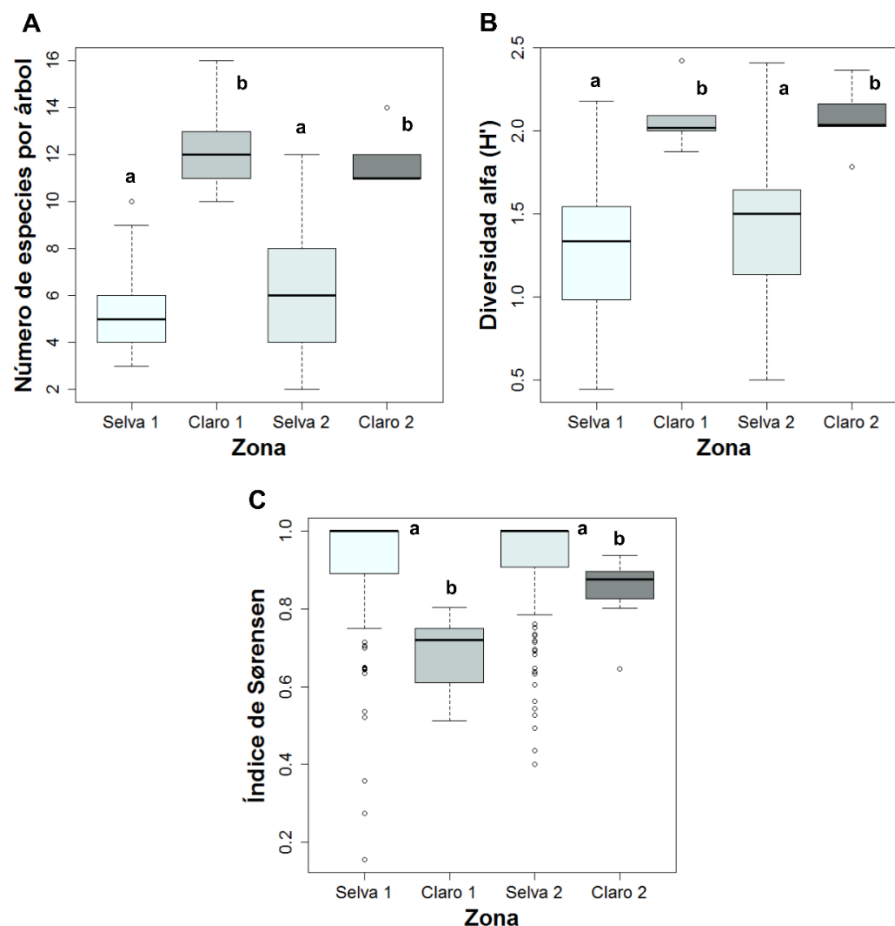 A
Número de especies por árbol
16
14
12
10
8
6
4
2
a
b
a
b
Selva 1 Claro 1 Selva 2 Claro 2
Zona
B
Diversidad alfa (H')
2.5
2.0
1.5
1.0
0.5
a
b
a
b
Selva 1 Claro 1 Selva 2 Claro 2
Zona
C
Índice de Sørensen
1.0
0.8
0.6
0.4
0.2
a
b
a
b
Selva 1 Claro 1 Selva 2 Claro 2
Zona